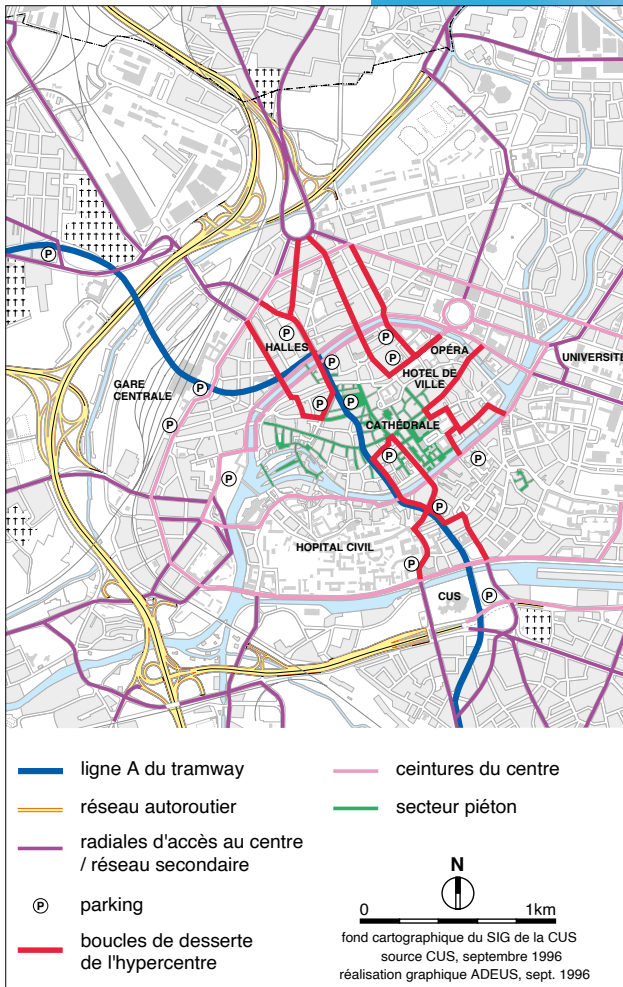 P
P
HALLES
P
P
P
OPÉRA
HOTEL DE
VILLE
UNIVERSITÉ
GARE
CENTRALE
P
P
P
P
CATHÉDRALE
P
P
P
P
HOPITAL CIVIL
P
CUS
P
ligne A du tramway
réseau autoroutier
radiales d'accès au centre
/ réseau secondaire
P parking
boucles de desserte
de l'hypercentre
ceintures du centre
secteur piéton
N
0 1km
fond cartographique du SIG de la CUS
source CUS, septembre 1996
réalisation graphique ADEUS, sept. 1996